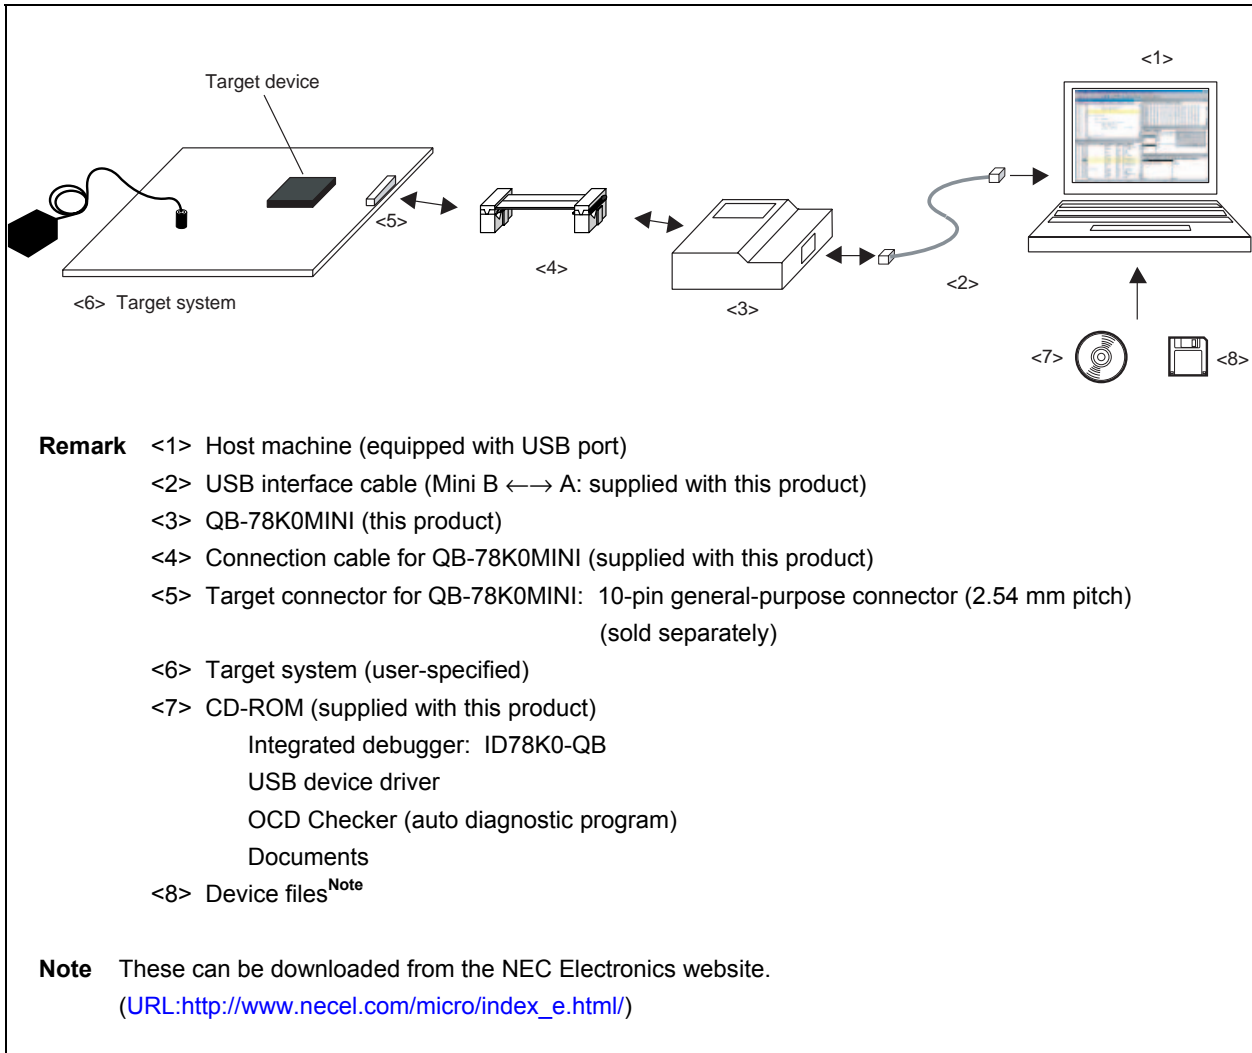 <1>
Target device
<5>
<4>
<2>
<6> Target system
<3>
<7>
<8>
Remark <1> Host machine (equipped with USB port)
<2> USB interface cable (Mini B ←→ A: supplied with this product)
<3> QB-78K0MINI (this product)
<4> Connection cable for QB-78K0MINI (supplied with this product)
<5> Target connector for QB-78K0MINI: 10-pin general-purpose connector (2.54 mm pitch)
(sold separately)
<6> Target system (user-specified)
<7> CD-ROM (supplied with this product)
Integrated debugger: ID78K0-QB
USB device driver
OCD Checker (auto diagnostic program)
Documents
<8> Device filesNote
Note These can be downloaded from the NEC Electronics website.
(URL:http://www.necel.com/micro/index_e.html/)